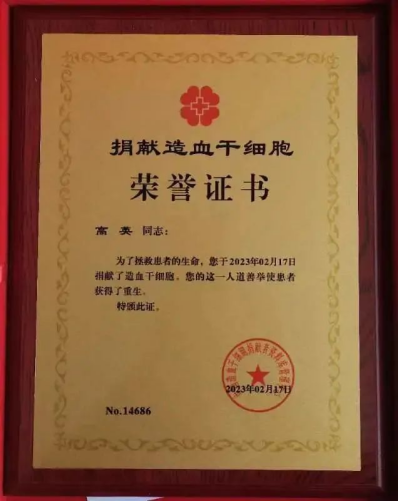 捐献造血干细胞
荣誉证书
高英 同志：
为了拯救患者的生命，您于2023年02月17日
捐献了造血干细胞。您的这一人道善举使患者
获得了重生。
特颁此证。
2023年02月17日
No.14686